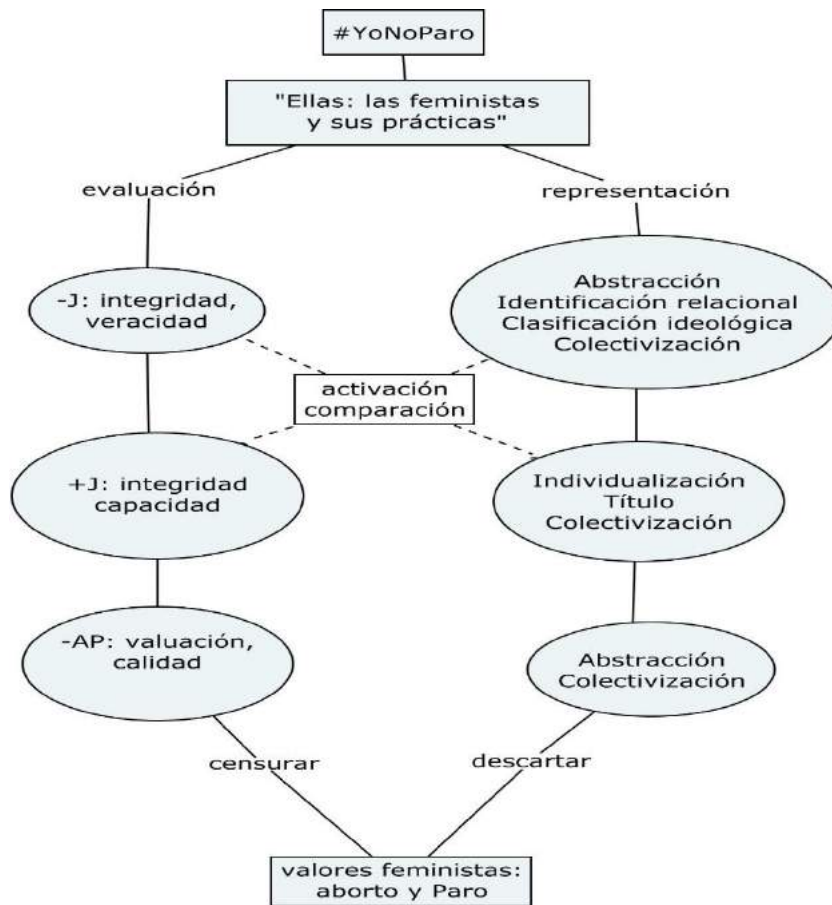 #YoNoParo
"Ellas: las feministas
y sus prácticas"
evaluación
representación
-J: integridad,
veracidad
Abstracción
Identificación relacional
Clasificación ideológica
Colectivización
activación
comparación
+J: integridad
capacidad
Individualización
Título
Colectivización
-AP: valuación,
calidad
Abstracción
Colectivización
censurar
descartar
valores feministas:
aborto y Paro